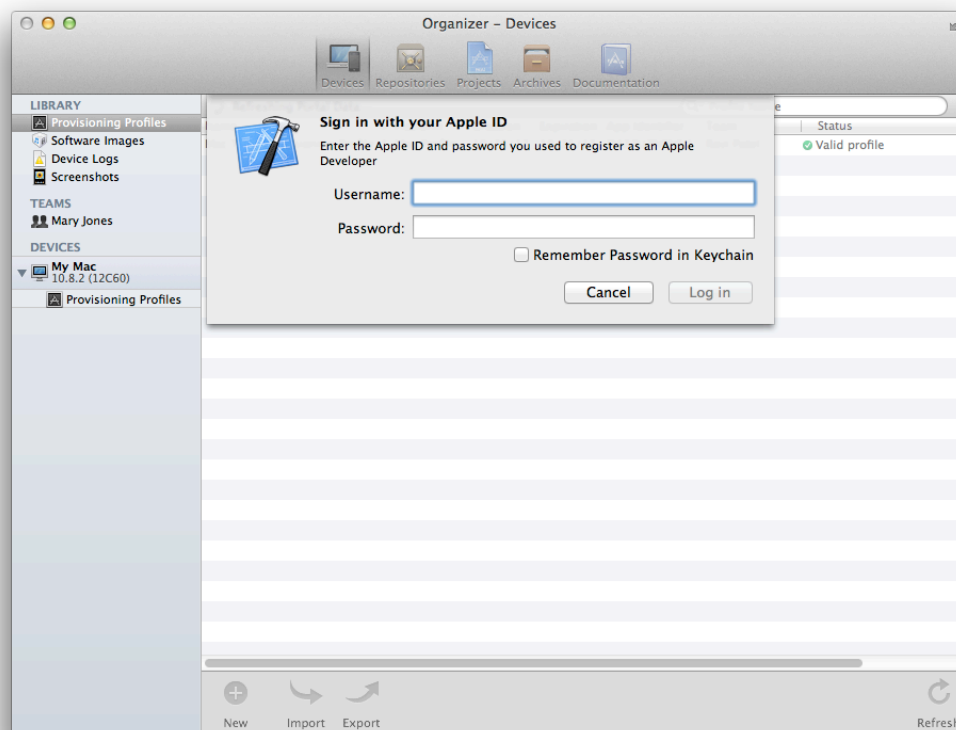 Organizer – Devices
Devices Repositories Projects Archives Documentation
LIBRARY
Provisioning Profiles
Software Images
Device Logs
Screenshots
TEAMS
Mary Jones
DEVICES
My Mac
10.8.2 (12C60)
Provisioning Profiles
Sign in with your Apple ID
Enter the Apple ID and password you used to register as an Apple
Developer
Username:
Password:
Remember Password in Keychain
Cancel Log in
Status
Valid profile
New Import Export Refresh